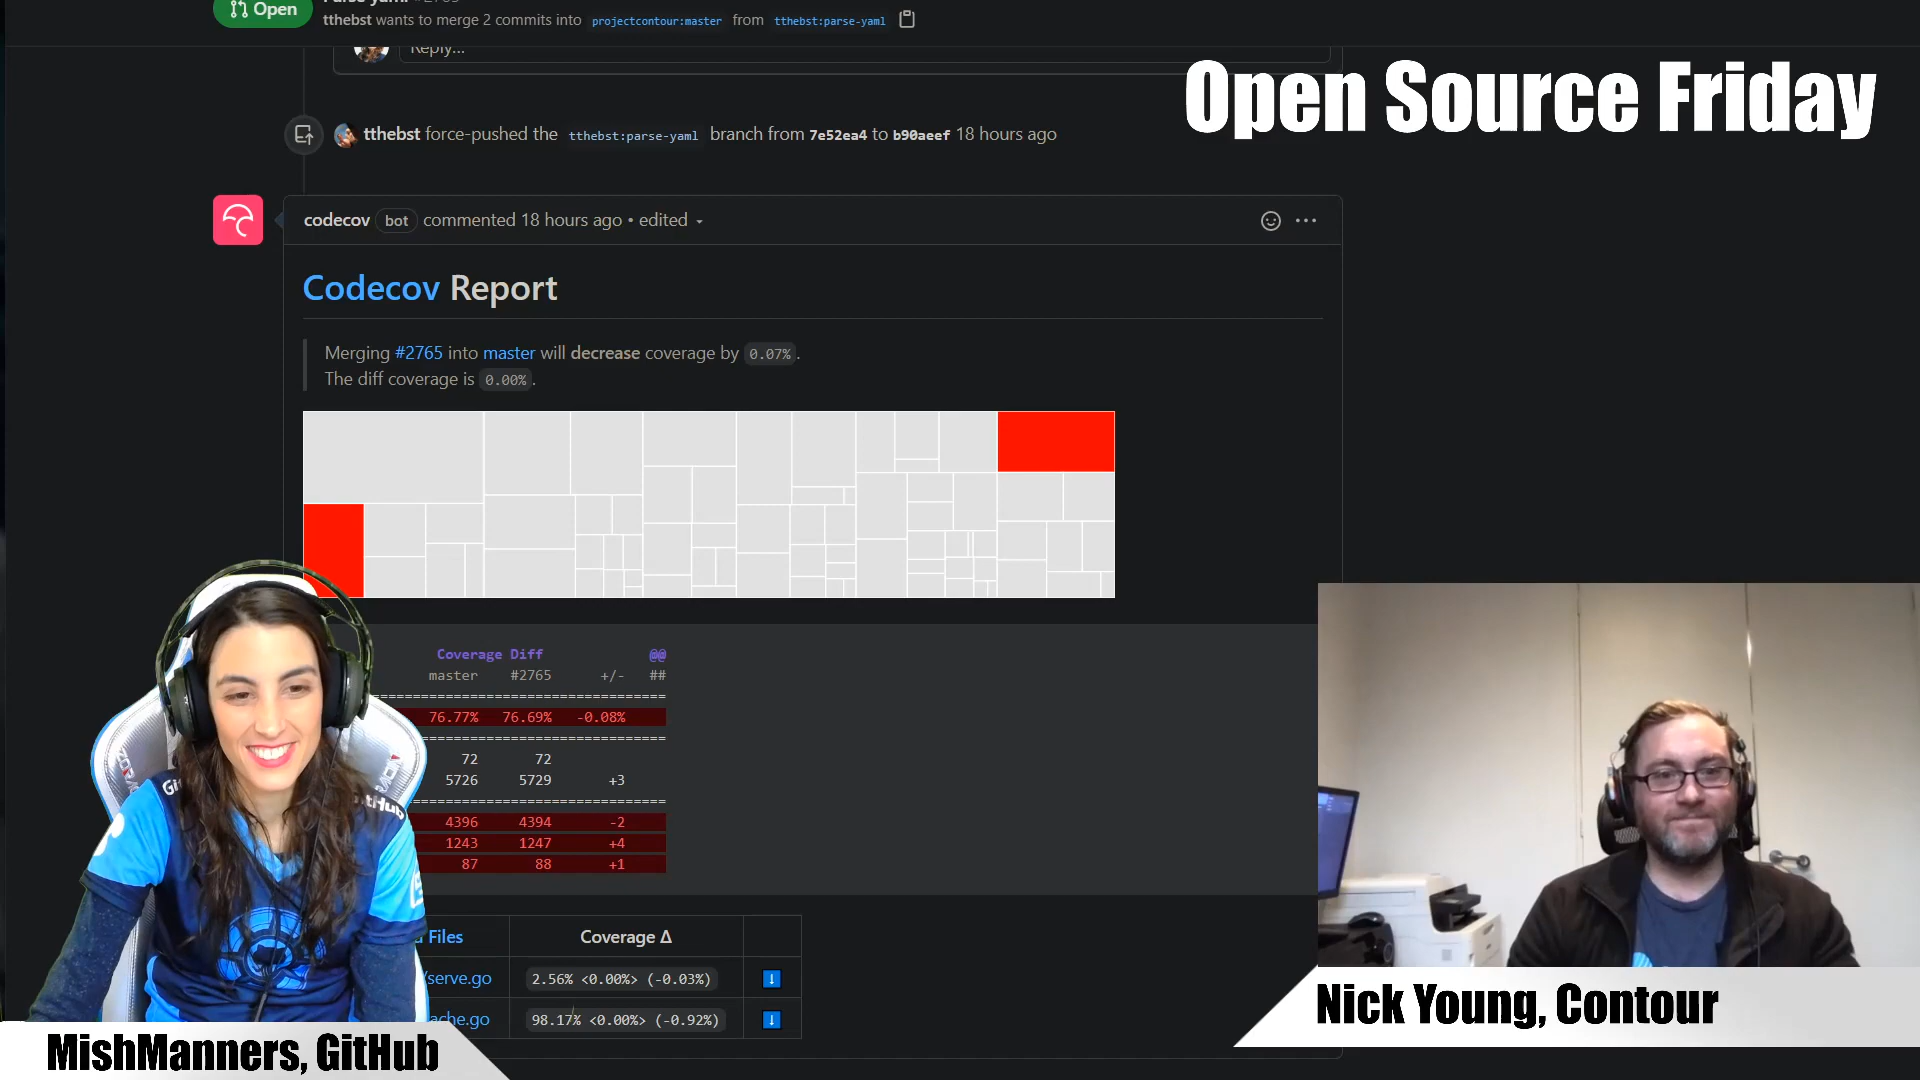 Open
tthebst wants to merge 2 commits into projectcontour:master from tthebst:parse-yaml
Reply...
Open Source Friday
tthebst force-pushed the tthebst:parse-yaml branch from 7e52ea4 to b90aeef 18 hours ago
codecov bot commented 18 hours ago • edited
Codecov Report
Merging #2765 into master will decrease coverage by 0.07%.
The diff coverage is 0.00%.
Coverage Diff @@
master #2765 +/- ##
=============================
76.77% 76.69% -0.08%
=============================
72 72
5726 5729 +3
=============================
4396 4394 -2
1243 1247 +4
87 88 +1
Files Coverage Δ
/serve.go 2.56% <0.00%> (-0.03%)
ache.go 98.17% <0.00%> (-0.92%)
GitHub
Nick Young, Contour
MishManners, GitHub